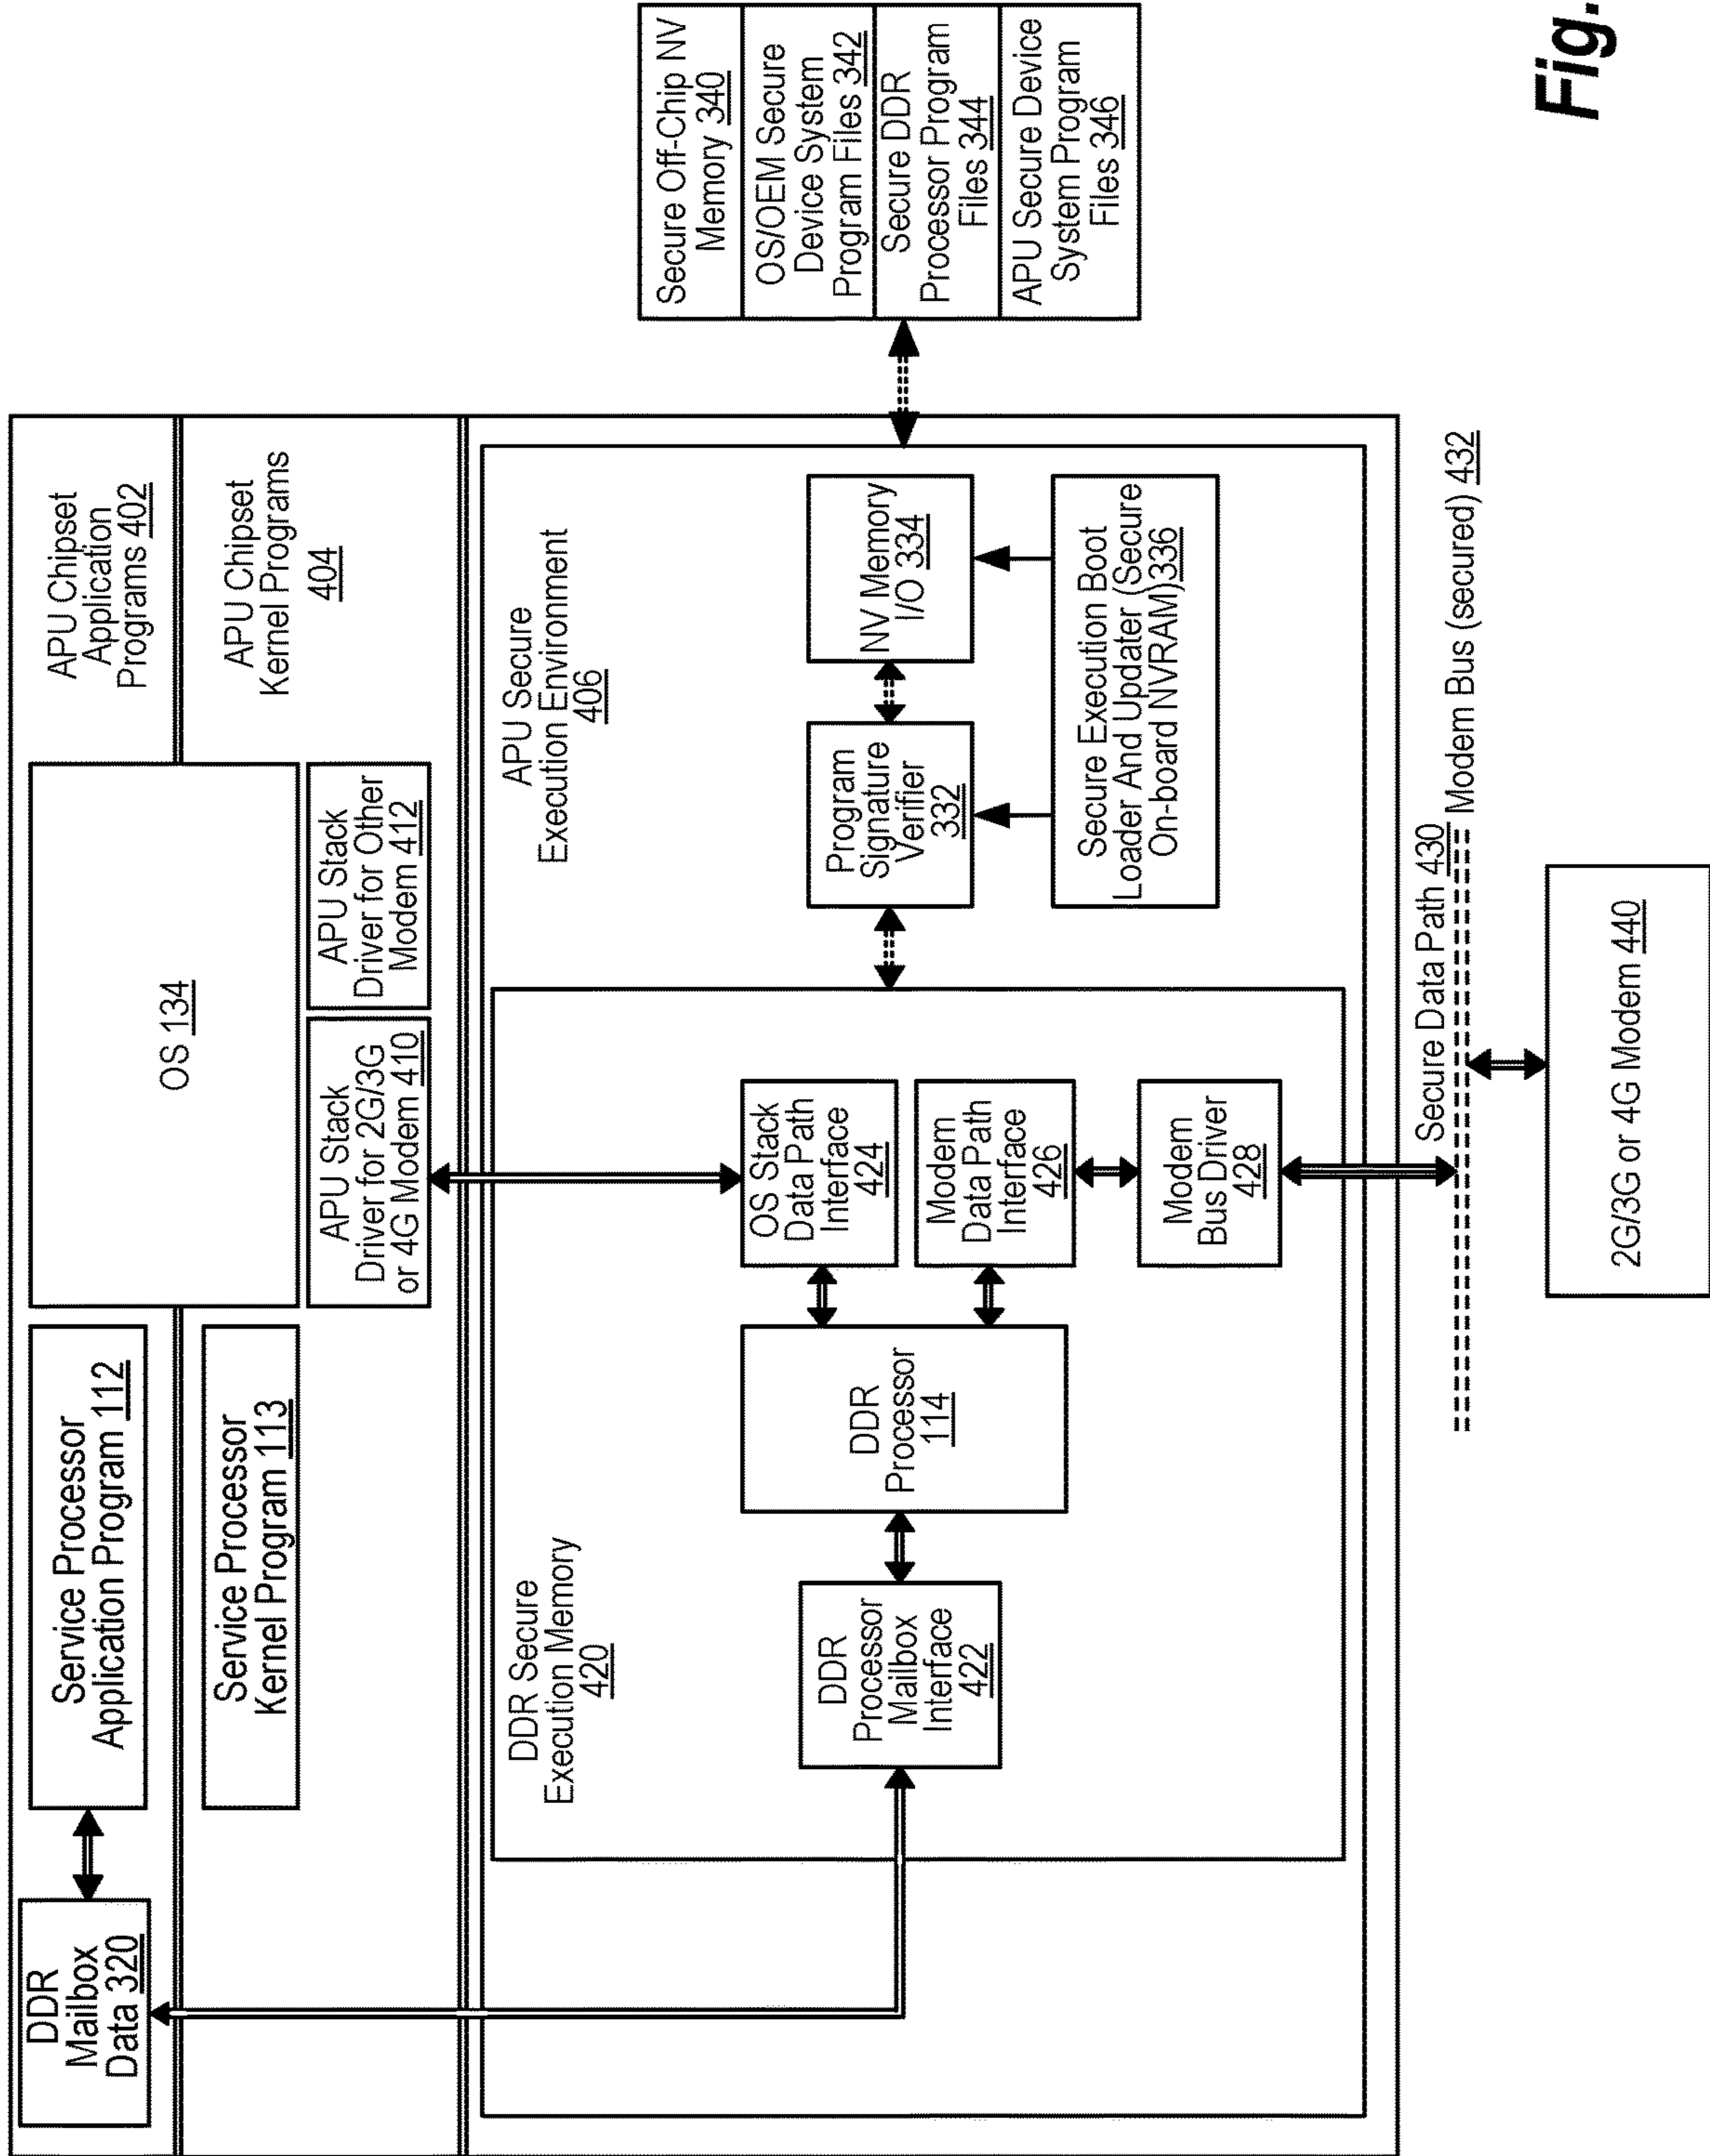 DDR
Mailbox
Data 320
Service Processor
Application Program 112
OS 134
APU Chipset
Application
Programs 402
Service Processor
Kernel Program 113
APU Stack
Driver for 2G/3G
or 4G Modem 410
APU Stack
Driver for Other
Modem 412
APU Chipset
Kernel Programs
404
DDR Secure
Execution Memory
420
APU Secure
Execution Environment
406
DDR
Processor
Mailbox
Interface
422
DDR
Processor
114
OS Stack
Data Path
Interface
424
Modem
Data Path
Interface
426
Modem
Bus Driver
428
Program
Signature
Verifier
332
NV Memory
I/O 334
Secure Execution Boot
Loader And Updater (Secure
On-board NVRAM)336
Secure Off-Chip NV
Memory 340
OS/OEM Secure
Device System
Program Files 342
Secure DDR
Processor Program
Files 344
APU Secure Device
System Program
Files 346
Secure Data Path 430
Modem Bus (secured) 432
2G/3G or 4G Modem 440
Fig.